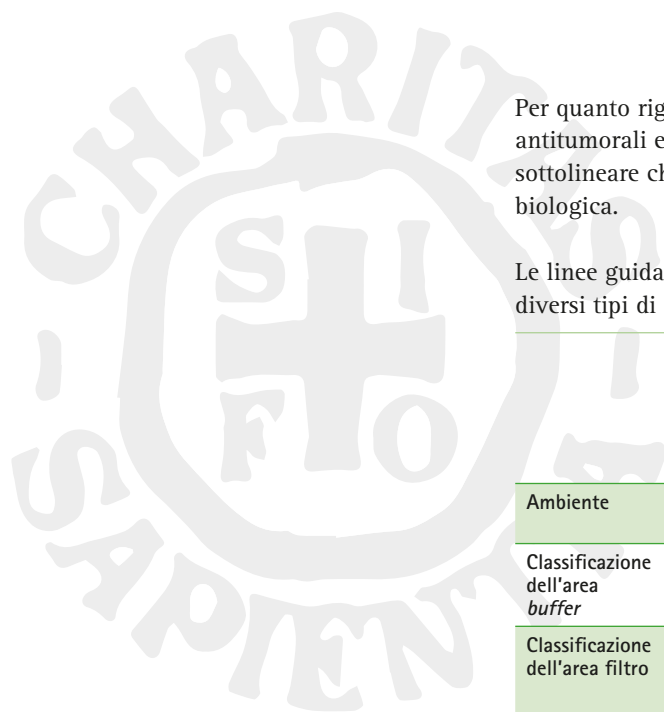 CHARITAS
Per quanto rig
antitumorali e
sottolineare ch
biologica.
Le linee guida
diversi tipi di
S I
F O
SAPIENTIA
Ambiente
Classificazione
dell'area
buffer
Classificazione
dell'area filtro